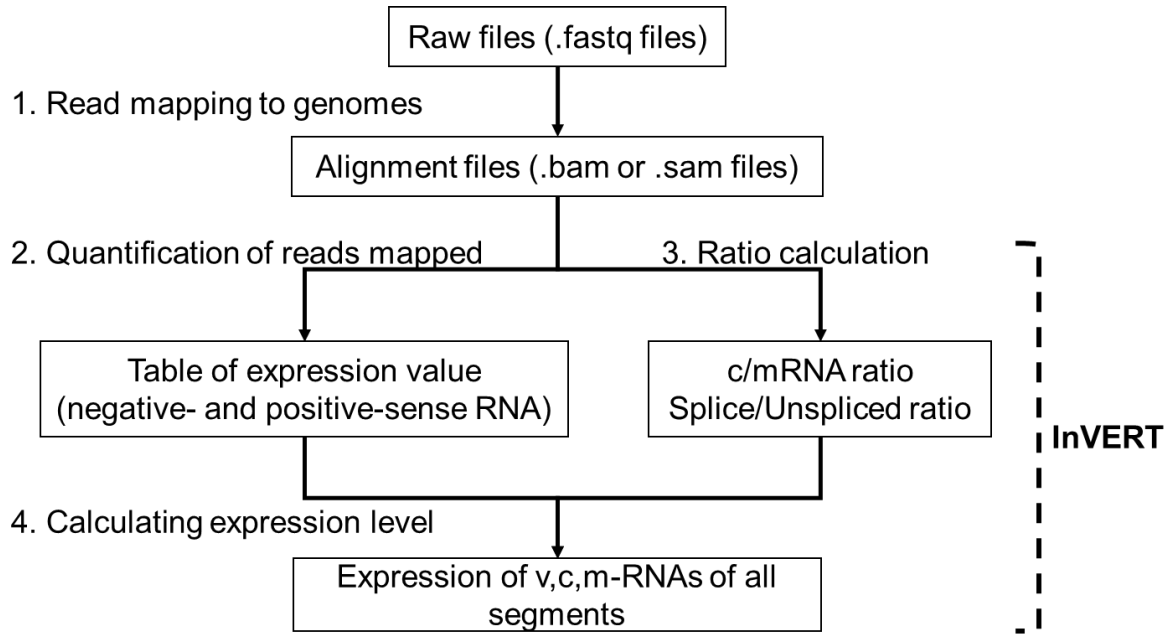 Raw files (.fastq files)
1. Read mapping to genomes
Alignment files (.bam or .sam files)
2. Quantification of reads mapped
3. Ratio calculation
Table of expression value
(negative- and positive-sense RNA)
c/mRNA ratio
Splice/Unspliced ratio
InVERT
4. Calculating expression level
Expression of v,c,m-RNAs of all
segments